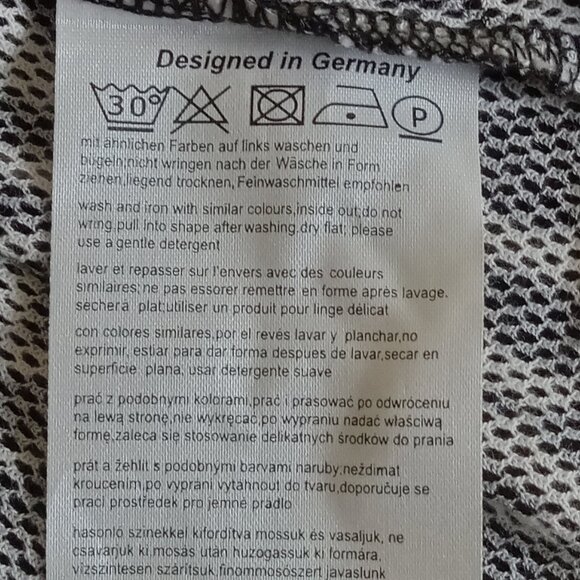 Designed in Germany
30° P
mit ähnlichen Farben auf links waschen und
bügeln;nicht wringen nach der Wäsche in Form
ziehen,liegend trocknen, Feinwaschmittel empfohlen
wash and iron with similar colours,inside out;do not
wring,pull into shape after washing,dry flat; please
use a gentle detergent
laver et repasser sur l'envers avec des couleurs
similaires; ne pas essorer remettre en forme après lavage,
secherà plat;utiliser un produit pour linge délicat
con colores similares,por el revés lavar y planchar,no
exprimir, estiar para dar forma despues de lavar,secar en
superficie plana, usar detergente suave
prać z podobnymi kolorami,prać i prasować po odwróceniu
na lewą stronę,nie wykręcać,po wypraniu nadać właściwą
formę,zaleca się stosowanie delikatnych środków do prania
prát a žehlit s podobnými barvami naruby;neždimat
kroucením,po vyprání vytáhnout do tvaru,doporučuje se
prací prostředek pro jemné prádlo
hasonló színekkel kifordítva mossuk és vasaljuk, ne
csavarjuk ki,mosás után huzogassuk ki formára,
vízszintesen szárítsuk,finommosószert javaslunk